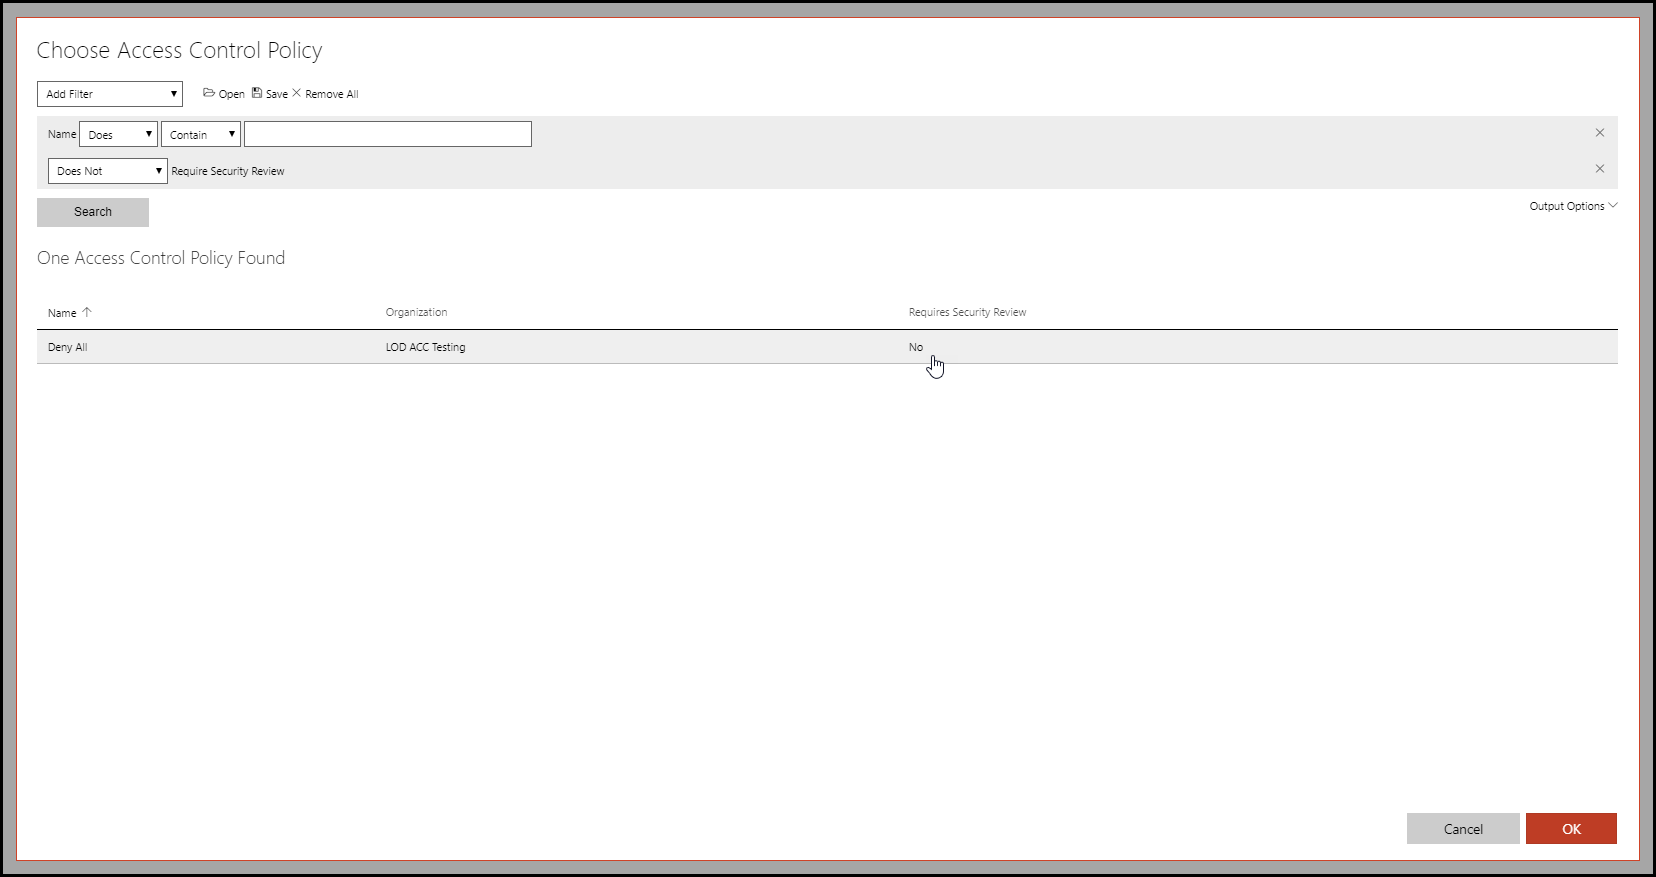 Choose Access Control Policy
Add Filter Open Save Remove All
Name Does Contain
Does Not Require Security Review
Search Output Options
One Access Control Policy Found
Name Organization Requires Security Review
Deny All LOD ACC Testing No
Cancel OK